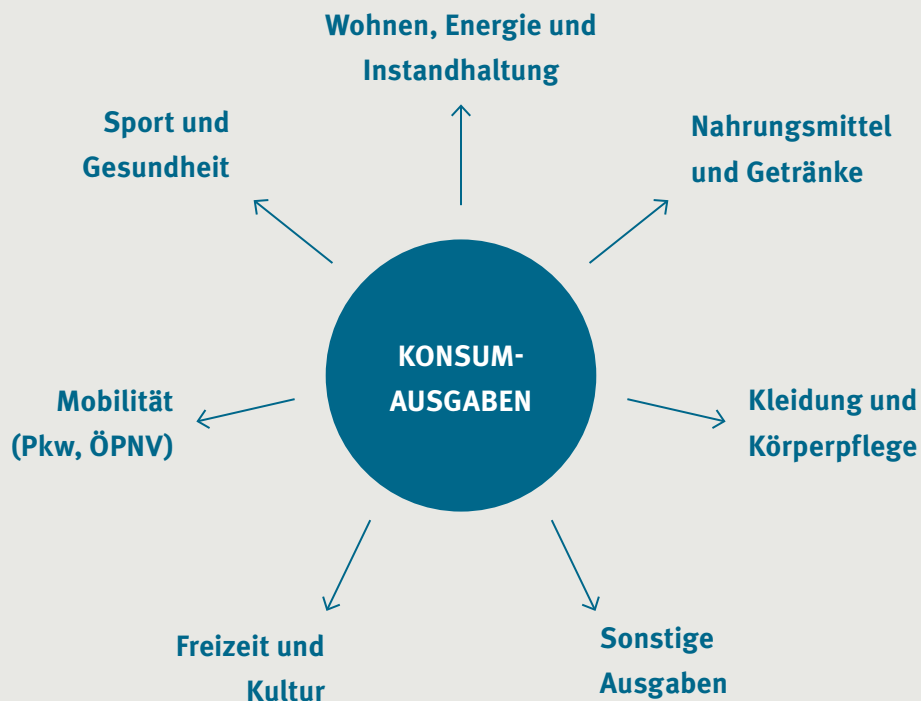 Wohnen, Energie und
Instandhaltung
Sport und
Gesundheit
Nahrungsmittel
und Getränke
KONSUM-
AUSGABEN
Mobilität
(Pkw, ÖPNV)
Kleidung und
Körperpflege
Freizeit und
Kultur
Sonstige
Ausgaben